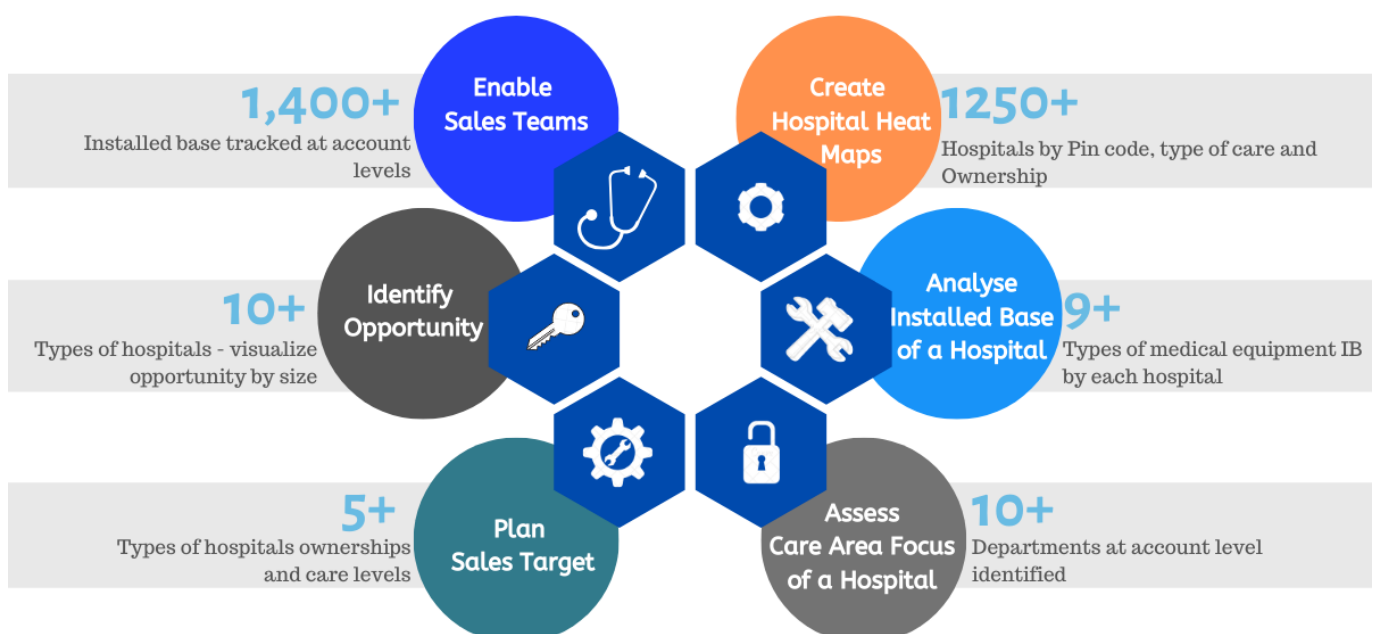 Enable
Sales Teams
1,400+
Installed base tracked at account
levels
Create
Hospital Heat
Maps
1250+
Hospitals by Pin code, type of care and
Ownership
Identify
Opportunity
10+
Types of hospitals - visualize
opportunity by size
Analyse
Installed Base
of a Hospital
9+
Types of medical equipment IB
by each hospital
Plan
Sales Target
5+
Types of hospitals ownerships
and care levels
Assess
Care Area Focus
of a Hospital
10+
Departments at account level
identified